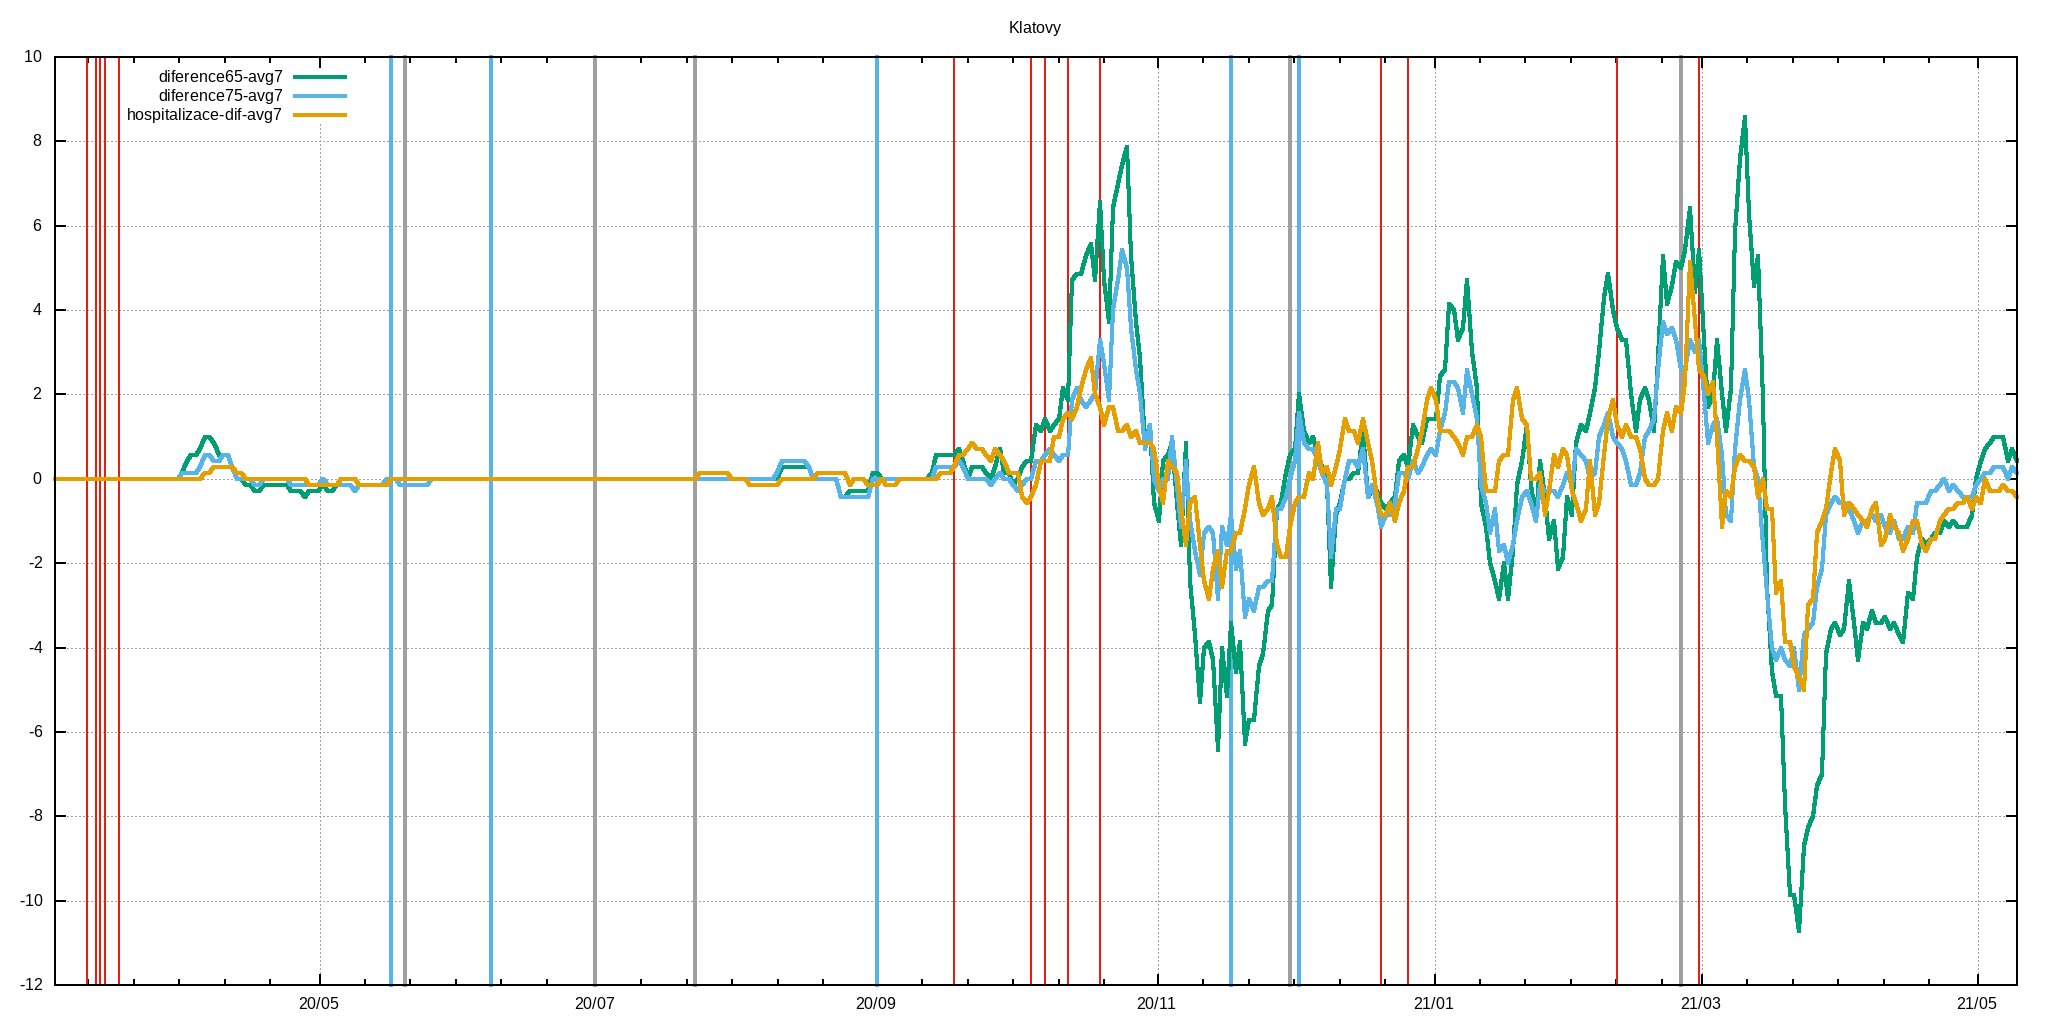 Klatovy
diference65-avg7
diference75-avg7
hospitalizace-dif-avg7
10
8
6
4
2
0
-2
-4
-6
-8
-10
-12
20/05 20/07 20/09 20/11 21/01 21/03 21/05